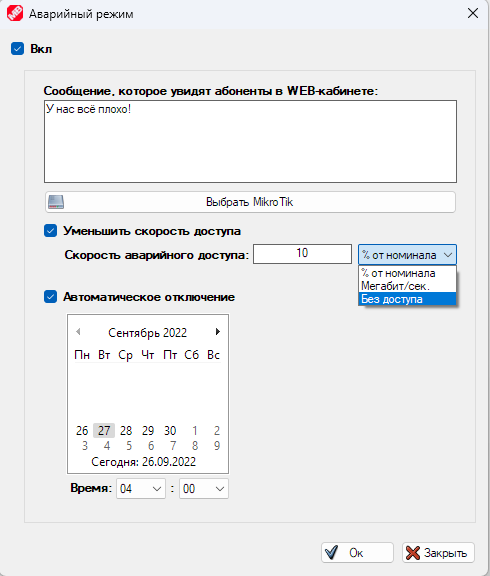 Аварийный режим
Вкл
Сообщение, которое увидят абоненты в WEB-кабинете:
У нас всё плохо!
Выбрать MikroTik
Уменьшить скорость доступа
Скорость аварийного доступа: 10 % от номинала
% от номинала
Мегабит/сек.
Без доступа
Автоматическое отключение
Сентябрь 2022
Пн Вт Ср Чт Пт Сб Вс
26 27 28 29 30 1 2
3 4 5 6 7 8 9
Сегодня: 26.09.2022
Время: 04 : 00
Ок Закрыть